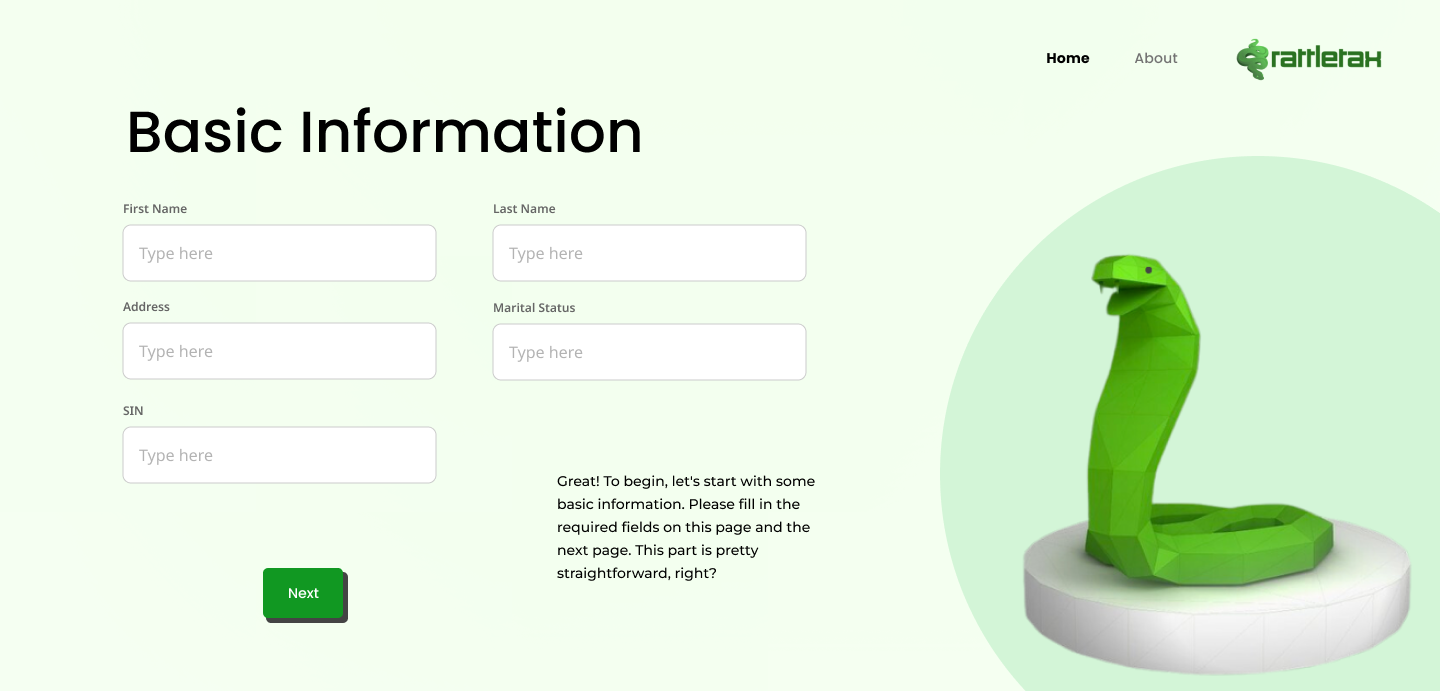 Home About rattletax
Basic Information
First Name Last Name
Type here Type here
Address Marital Status
Type here Type here
SIN
Type here
Great! To begin, let's start with some
basic information. Please fill in the
required fields on this page and the
next page. This part is pretty
straightforward, right?
Next